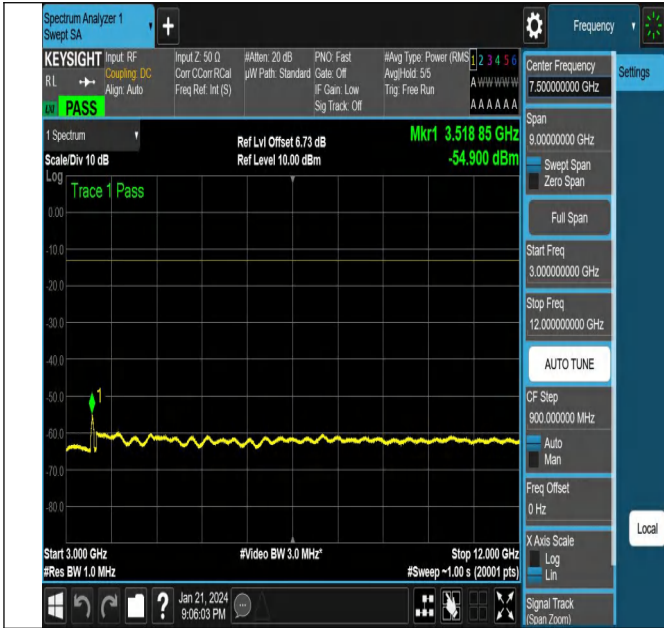 Spectrum Analyzer 1
Swept SA
Frequency
KEYSIGHT
RL
PASS
Input: RF
Coupling: DC
Align: Auto
Input Z: 50 Ω
Corr CCorr RCal
Freq Ref: Int (S)
#Atten: 20 dB
µW Path: Standard
PNO: Fast
Gate: Off
IF Gain: Low
Sig Track: Off
#Avg Type: Power (RMS
Avg|Hold: 5/5
Trig: Free Run
1 2 3 4 5 6
A W W W W W
A A A A A A
1 Spectrum
Scale/Div 10 dB
Ref Lvl Offset 6.73 dB
Ref Level 10.00 dBm
Mkr1 3.518 85 GHz
-54.900 dBm
Log
Trace 1 Pass
0.00
-10.0
-20.0
-30.0
-40.0
-50.0
1
-60.0
-70.0
-80.0
Start 3.000 GHz
#Res BW 1.0 MHz
#Video BW 3.0 MHz*
Stop 12.000 GHz
#Sweep ~1.00 s (20001 pts)
Jan 21, 2024
9:06:03 PM
Center Frequency
7.500000000 GHz
Settings
Span
9.00000000 GHz
Swept Span
Zero Span
Full Span
Start Freq
3.000000000 GHz
Stop Freq
12.000000000 GHz
AUTO TUNE
CF Step
900.000000 MHz
Auto
Man
Freq Offset
0 Hz
Local
X Axis Scale
Log
Lin
Signal Track
(Span Zoom)